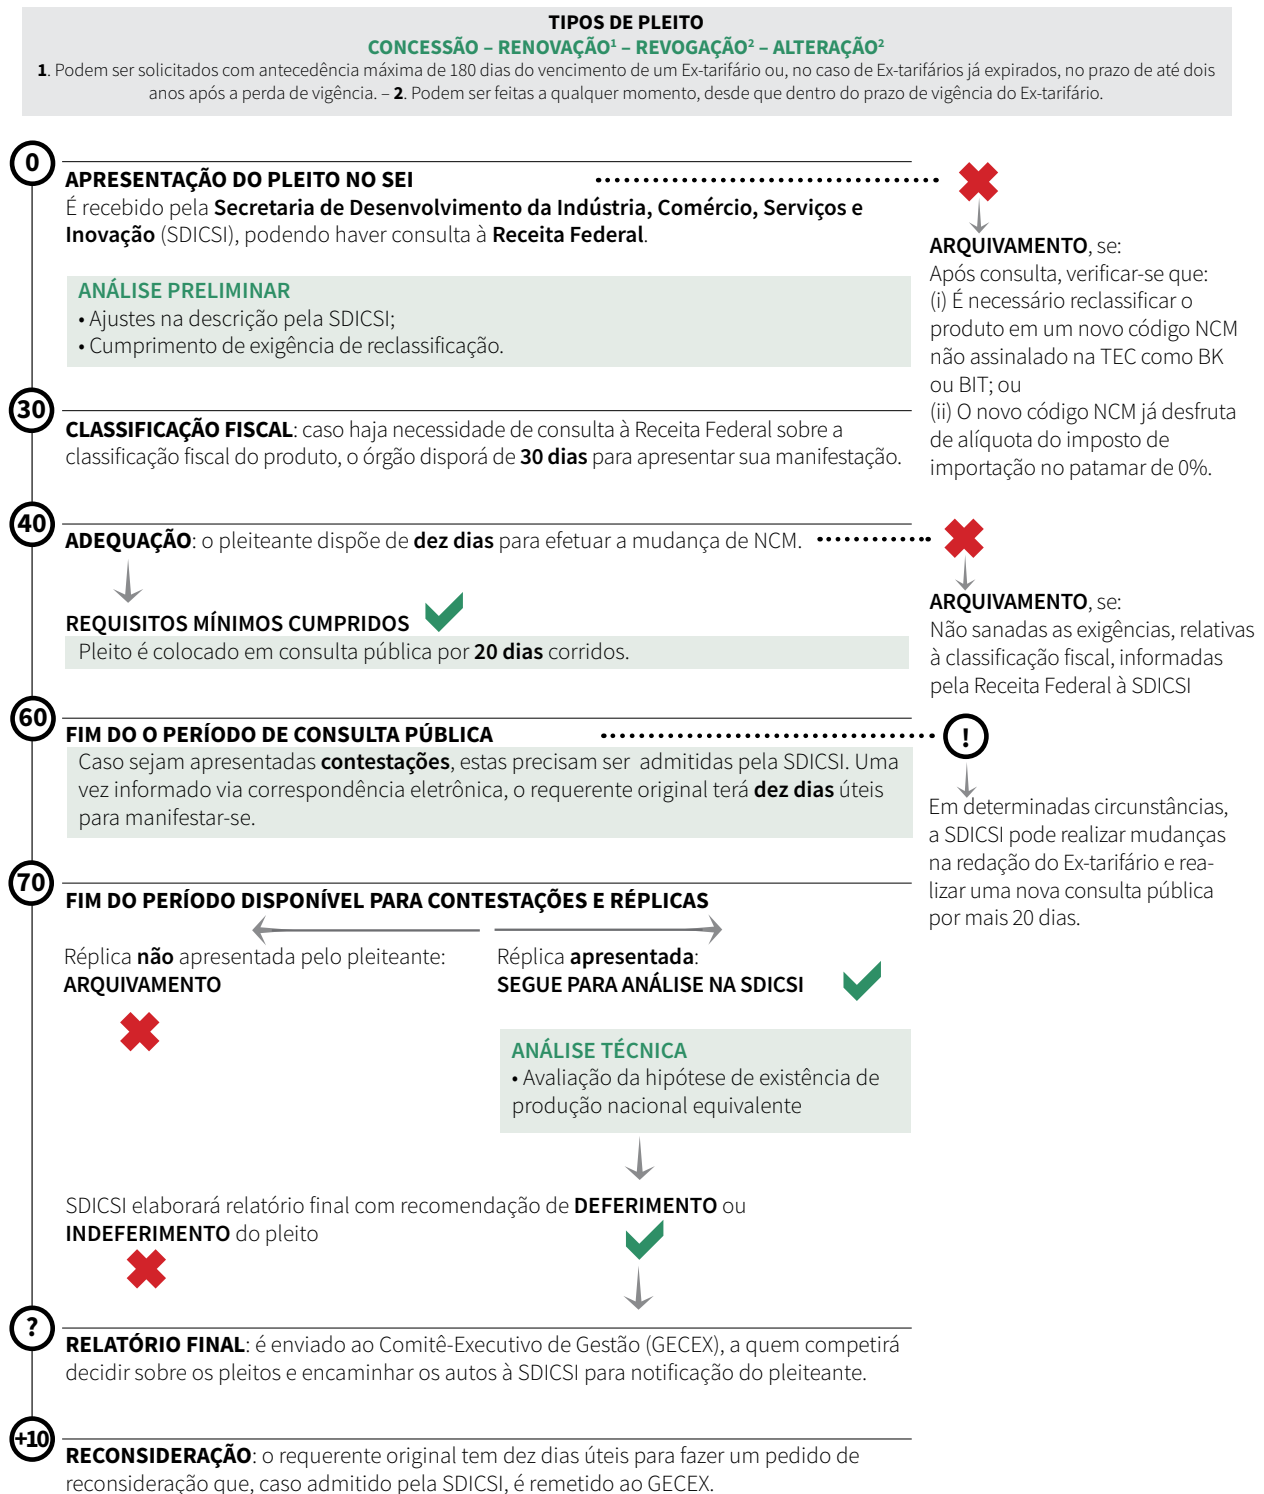 TIPOS DE PLEITO
CONCESSÃO – RENOVAÇÃO¹ – REVOGAÇÃO² – ALTERAÇÃO²
1. Podem ser solicitados com antecedência máxima de 180 dias do vencimento de um Ex-tarifário ou, no caso de Ex-tarifários já expirados, no prazo de até dois
anos após a perda de vigência. – 2. Podem ser feitas a qualquer momento, desde que dentro do prazo de vigência do Ex-tarifário.
0
APRESENTAÇÃO DO PLEITO NO SEI
É recebido pela Secretaria de Desenvolvimento da Indústria, Comércio, Serviços e
Inovação (SDICSI), podendo haver consulta à Receita Federal.
ANÁLISE PRELIMINAR
• Ajustes na descrição pela SDICSI;
• Cumprimento de exigência de reclassificação.
ARQUIVAMENTO, se:
Após consulta, verificar-se que:
(i) É necessário reclassificar o
produto em um novo código NCM
não assinalado na TEC como BK
ou BIT; ou
(ii) O novo código NCM já desfruta
de alíquota do imposto de
importação no patamar de 0%.
30
CLASSIFICAÇÃO FISCAL: caso haja necessidade de consulta à Receita Federal sobre a
classificação fiscal do produto, o órgão disporá de 30 dias para apresentar sua manifestação.
40
ADEQUAÇÃO: o pleiteante dispõe de dez dias para efetuar a mudança de NCM.
REQUISITOS MÍNIMOS CUMPRIDOS
Pleito é colocado em consulta pública por 20 dias corridos.
ARQUIVAMENTO, se:
Não sanadas as exigências, relativas
à classificação fiscal, informadas
pela Receita Federal à SDICSI
60
FIM DO O PERÍODO DE CONSULTA PÚBLICA
Caso sejam apresentadas contestações, estas precisam ser admitidas pela SDICSI. Uma
vez informado via correspondência eletrônica, o requerente original terá dez dias úteis
para manifestar-se.
!
Em determinadas circunstâncias,
a SDICSI pode realizar mudanças
na redação do Ex-tarifário e rea-
lizar uma nova consulta pública
por mais 20 dias.
70
FIM DO PERÍODO DISPONÍVEL PARA CONTESTAÇÕES E RÉPLICAS
Réplica não apresentada pelo pleiteante:
ARQUIVAMENTO
Réplica apresentada:
SEGUE PARA ANÁLISE NA SDICSI
ANÁLISE TÉCNICA
• Avaliação da hipótese de existência de
produção nacional equivalente
SDICSI elaborará relatório final com recomendação de DEFERIMENTO ou
INDEFERIMENTO do pleito
?
RELATÓRIO FINAL: é enviado ao Comitê-Executivo de Gestão (GECEX), a quem competirá
decidir sobre os pleitos e encaminhar os autos à SDICSI para notificação do pleiteante.
+10
RECONSIDERAÇÃO: o requerente original tem dez dias úteis para fazer um pedido de
reconsideração que, caso admitido pela SDICSI, é remetido ao GECEX.